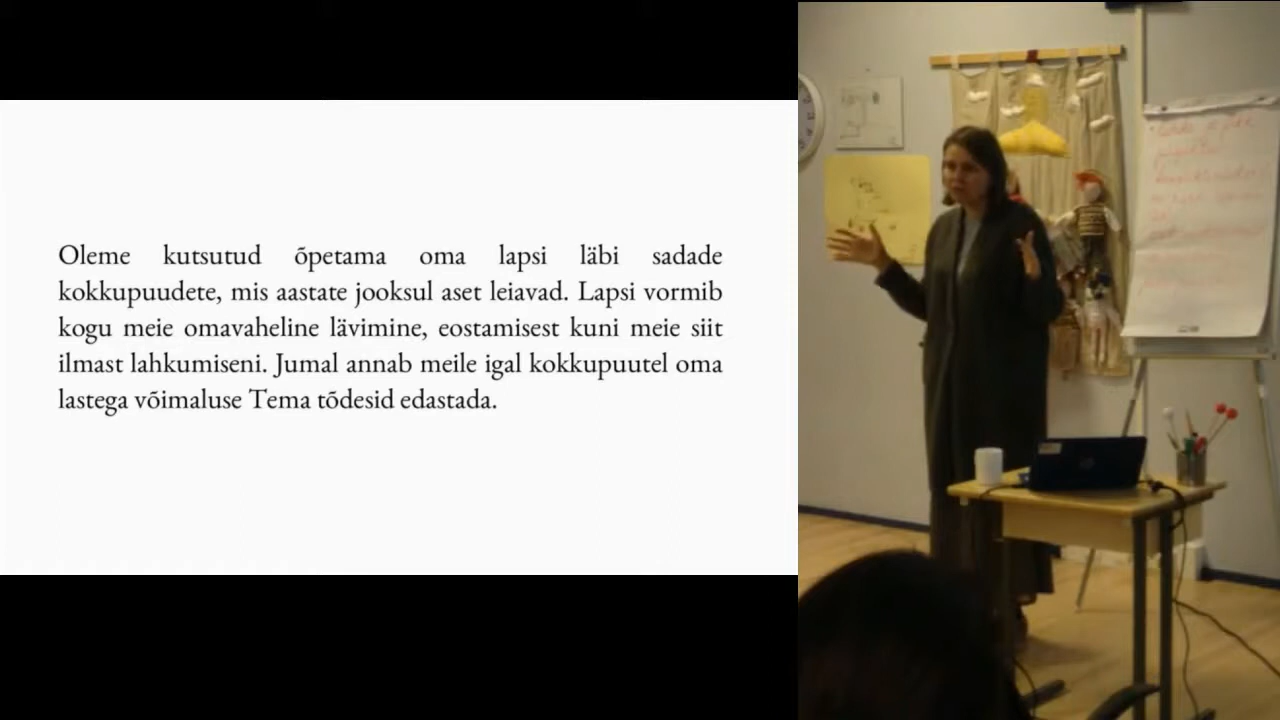 Oleme kutsutud õpetama oma lapsi läbi sadade
kokkupuudete, mis aastate jooksul aset leiavad. Lapsi vormib
kogu meie omavaheline lävimine, eostamisest kuni meie siit
ilmast lahkumiseni. Jumal annab meile igal kokkupuutel oma
lastega võimaluse Tema tõdesid edastada.